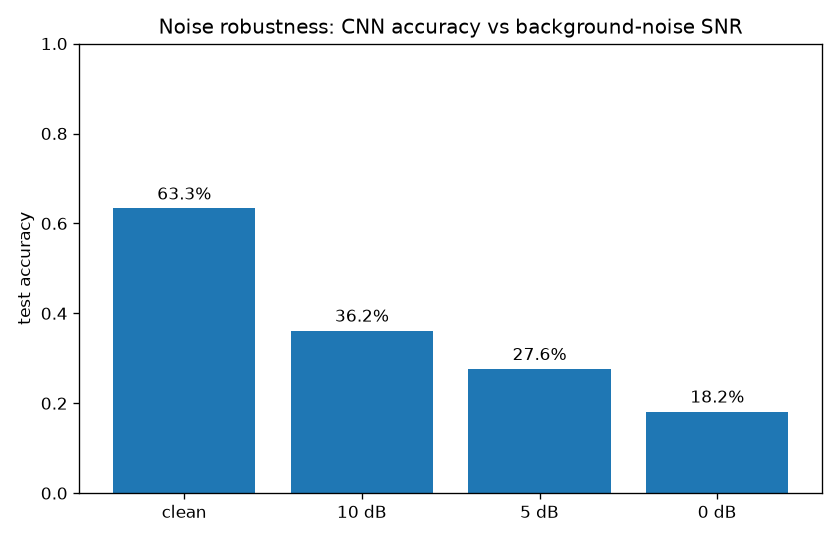 Noise robustness: CNN accuracy vs background-noise SNR
test accuracy
1.0
0.8
0.6
0.4
0.2
0.0
63.3%
36.2%
27.6%
18.2%
clean
10 dB
5 dB
0 dB